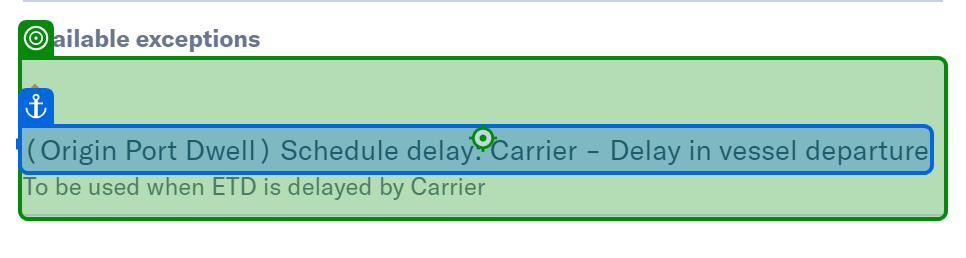 ailable exceptions
(Origin Port Dwell) Schedule delay: Carrier – Delay in vessel departure
To be used when ETD is delayed by Carrier